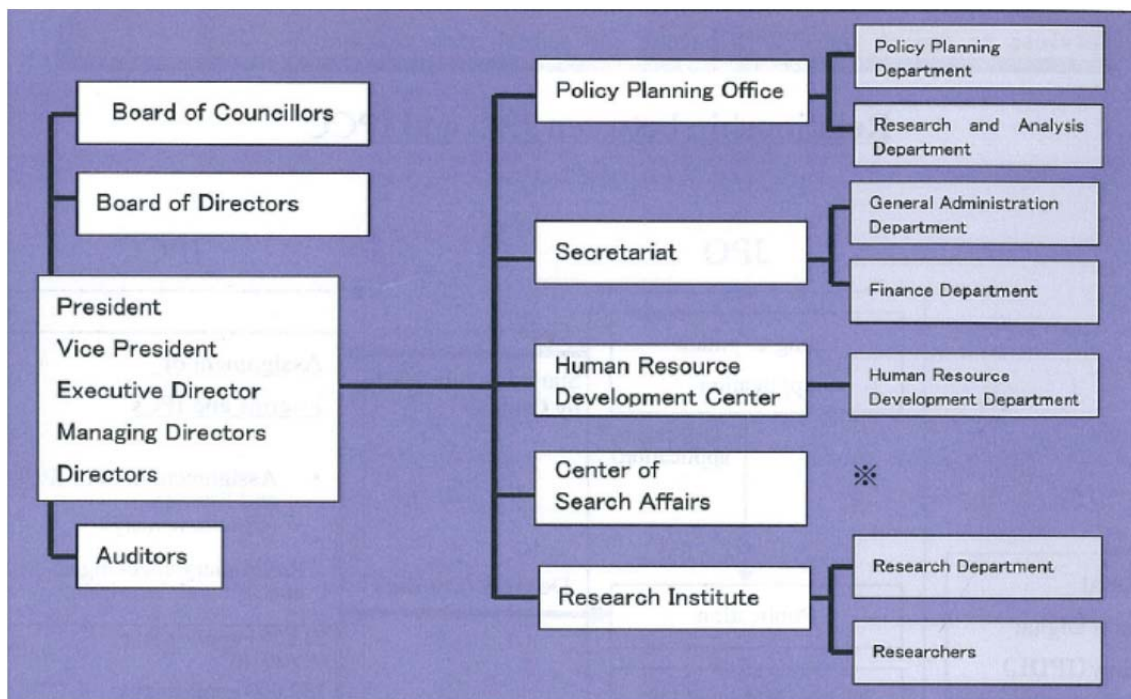 Board of Councillors
Board of Directors
President
Vice President
Executive Director
Managing Directors
Directors
Auditors
Policy Planning Office
Policy Planning
Department
Research and Analysis
Department
Secretariat
General Administration
Department
Finance Department
Human Resource
Development Center
Human Resource
Development Department
Center of
Search Affairs
※
Research Institute
Research Department
Researchers
JPO